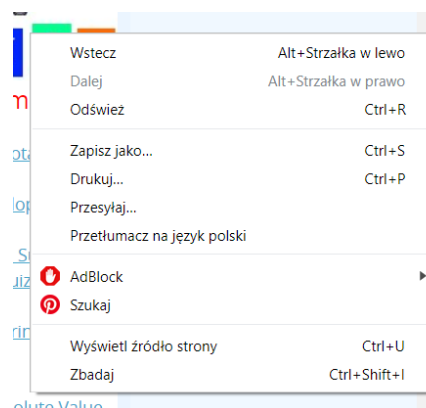 Wstecz Alt+Strzałka w lewo
Dalej Alt+Strzałka w prawo
Odśwież Ctrl+R
Zapisz jako... Ctrl+S
Drukuj... Ctrl+P
Przesyłaj...
Przetłumacz na język polski
AdBlock
Szukaj
Wyświetl źródło strony Ctrl+U
Zbadaj Ctrl+Shift+I
Value